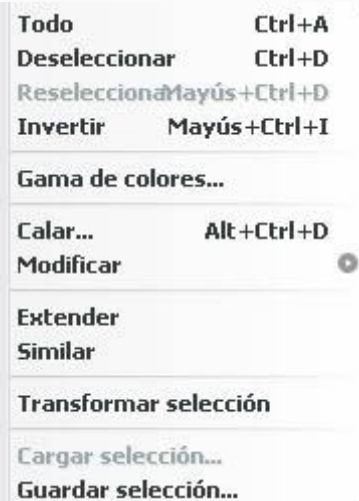 Todo Ctrl+A
Deseleccionar Ctrl+D
ReseleccionaMayús+Ctrl+D
Invertir Mayús+Ctrl+I
Gama de colores...
Calar... Alt+Ctrl+D
Modificar
Extender
Similar
Transformar selección
Cargar selección...
Guardar selección...